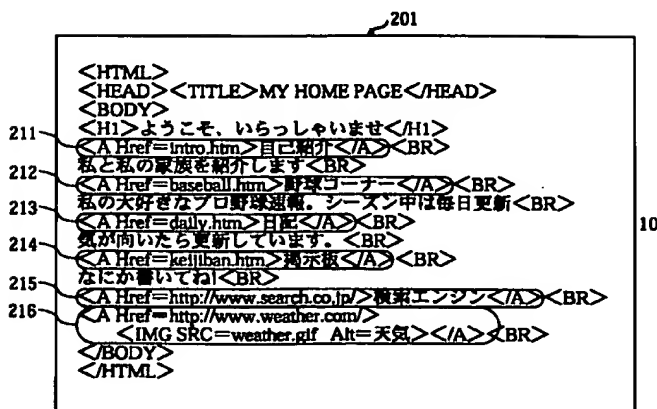 201
<HTML>
<HEAD><TITLE>MY HOME PAGE</HEAD>
<BODY>
<H1>ようこそ、いらっしゃいませ</H1>
211 <A Href=intro.htm>自己紹介</A><BR>
私と私の家族を紹介します<BR>
212 <A Href=baseball.htm>野球コーナー</A><BR>
私の大好きなプロ野球速報。シーズン中は毎日更新<BR>
213 <A Href=daily.htm>日記</A><BR>
気が向いたら更新しています。<BR>
214 <A Href=keijiban.htm>掲示板</A><BR>
なにか書いてね!<BR>
215 <A Href=http://www.search.co.jp/>検索エンジン</A><BR>
216 <A Href=http://www.weather.com/>
<IMG SRC=weather.gif Alt=天気></A><BR>
</BODY>
</HTML>
10